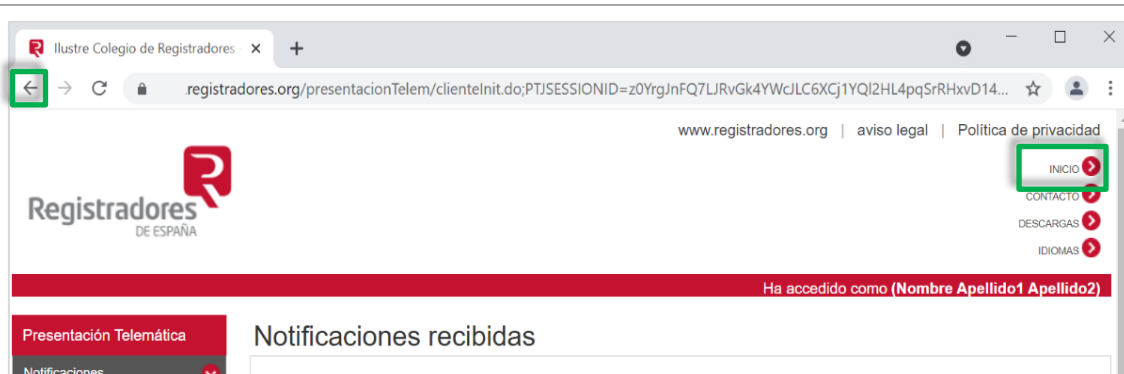 Ilustre Colegio de Registradores -
.registradores.org/presentacionTelem/clienteInit.do;PTJSESSIONID=z0YrgJnFQ7LJRvGk4YWcJLC6XCj1YQl2HL4pqSrRHxvD14...
www.registradores.org | aviso legal | Política de privacidad
INICIO
CONTACTO
DESCARGAS
IDIOMAS
Registradores
DE ESPAÑA
Ha accedido como (Nombre Apellido1 Apellido2)
Presentación Telemática
Notificaciones recibidas
Notificaciones